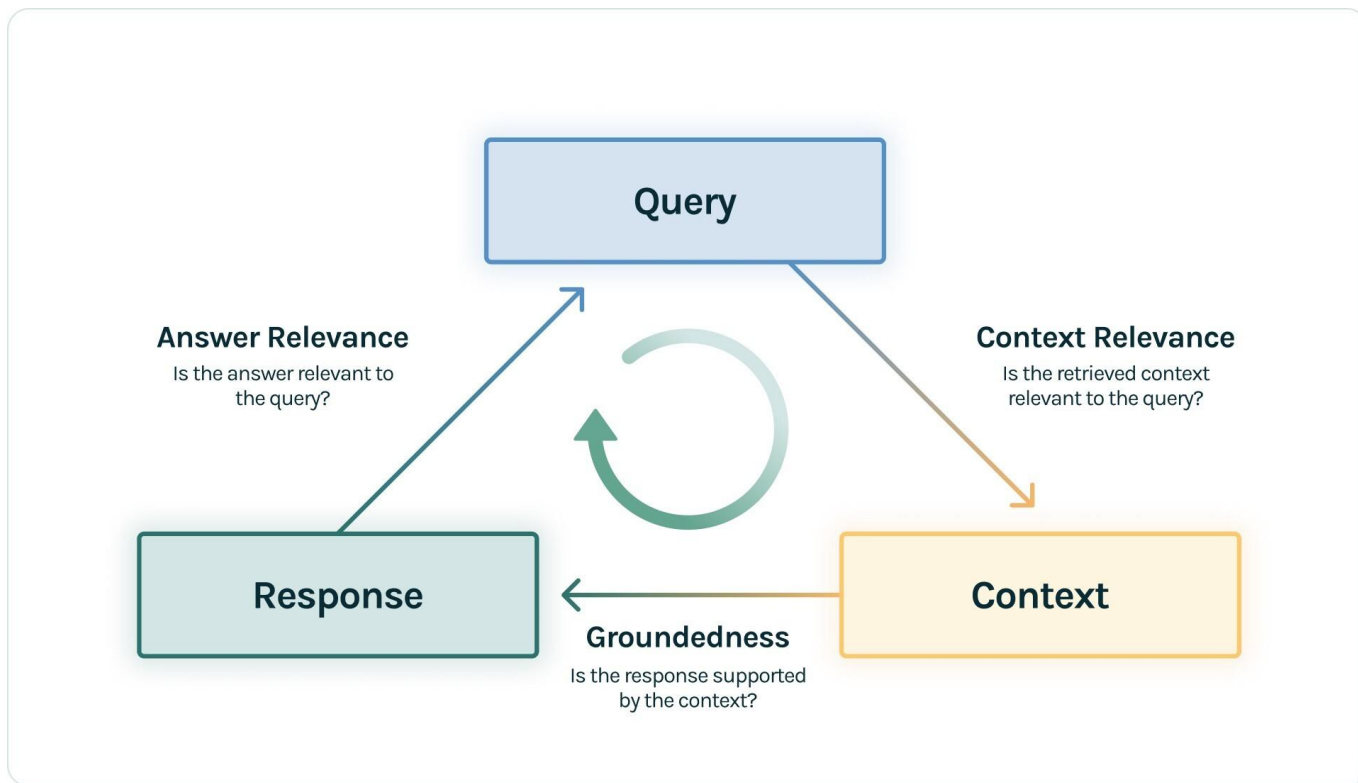 Query
Answer Relevance
Is the answer relevant to
the query?
Context Relevance
Is the retrieved context
relevant to the query?
Response
Context
Groundedness
Is the response supported
by the context?